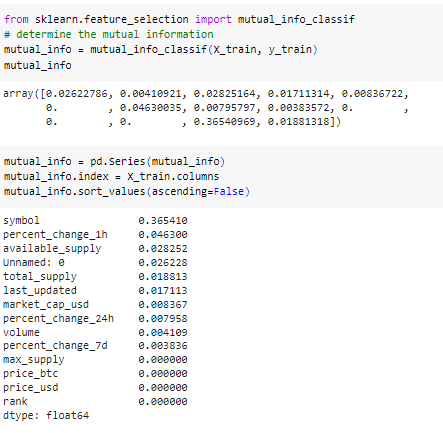 from sklearn.feature_selection import mutual_info_classif
# determine the mutual information
mutual_info = mutual_info_classif(X_train, y_train)
mutual_info
array([0.02622786, 0.00410921, 0.02825164, 0.01711314, 0.00836722,
0.        , 0.04630035, 0.00795797, 0.00383572, 0.        ,
0.        , 0.        , 0.36540969, 0.01881318])
mutual_info = pd.Series(mutual_info)
mutual_info.index = X_train.columns
mutual_info.sort_values(ascending=False)
symbol                0.365410
percent_change_1h     0.046300
available_supply      0.028252
Unnamed: 0            0.026228
total_supply          0.018813
last_updated          0.017113
market_cap_usd        0.008367
percent_change_24h    0.007958
volume                0.004109
percent_change_7d     0.003836
max_supply            0.000000
price_btc             0.000000
price_usd             0.000000
rank                  0.000000
dtype: float64